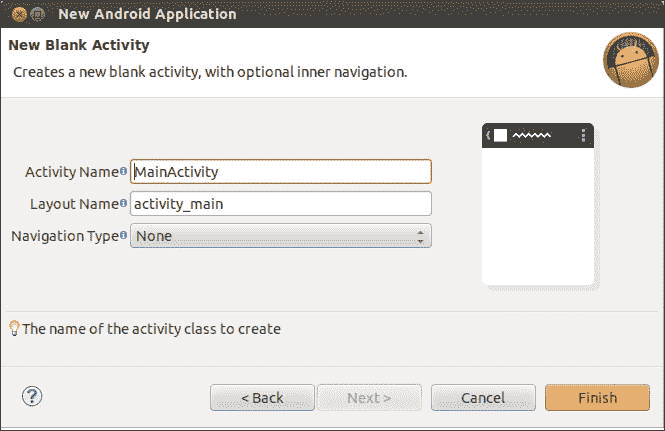 New Android Application
New Blank Activity
Creates a new blank activity, with optional inner navigation.
Activity Name MainActivity
Layout Name activity_main
Navigation Type None
The name of the activity class to create
? < Back Next > Cancel Finish